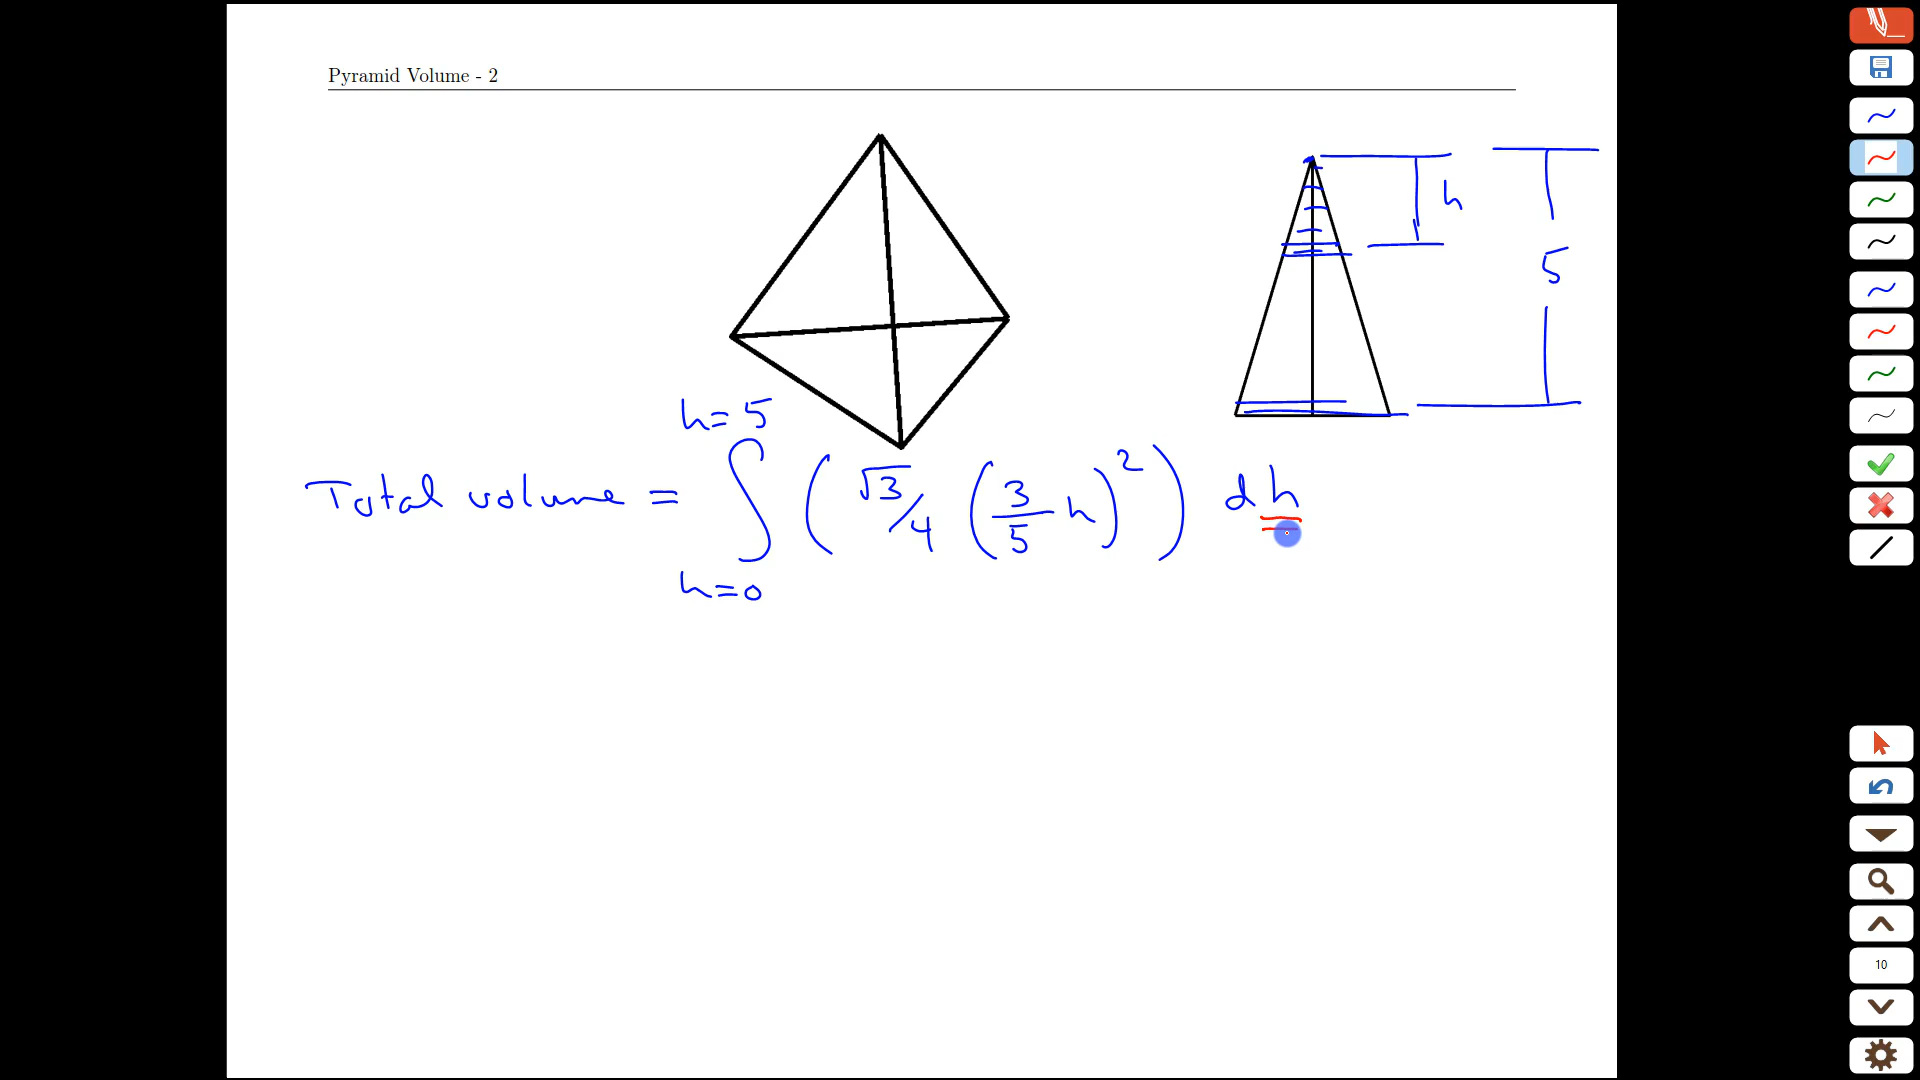 Pyramid Volume - 2
h
5
h = 5
Total volume = ∫ ( √3/4 ( 3/5 h )² ) dh
h = 0
10